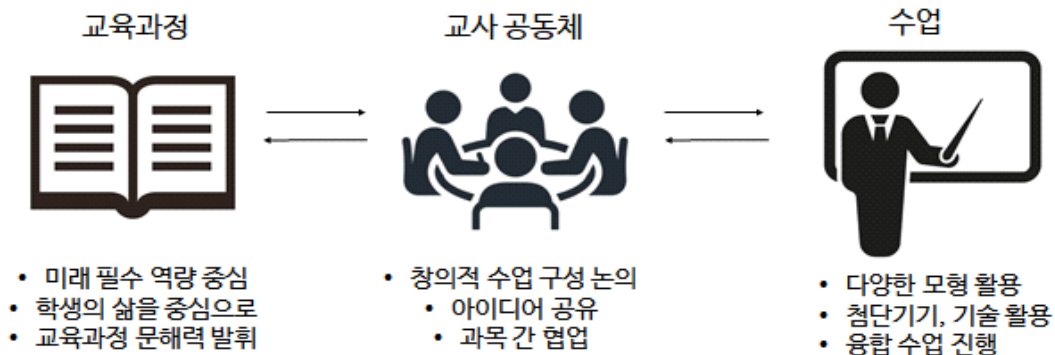 교육과정
교사 공동체
수업
• 미래 필수 역량 중심
• 학생의 삶을 중심으로
• 교육과정 문해력 발휘
• 창의적 수업 구성 논의
• 아이디어 공유
• 과목 간 협업
• 다양한 모형 활용
• 첨단기기, 기술 활용
• 융합 수업 진행